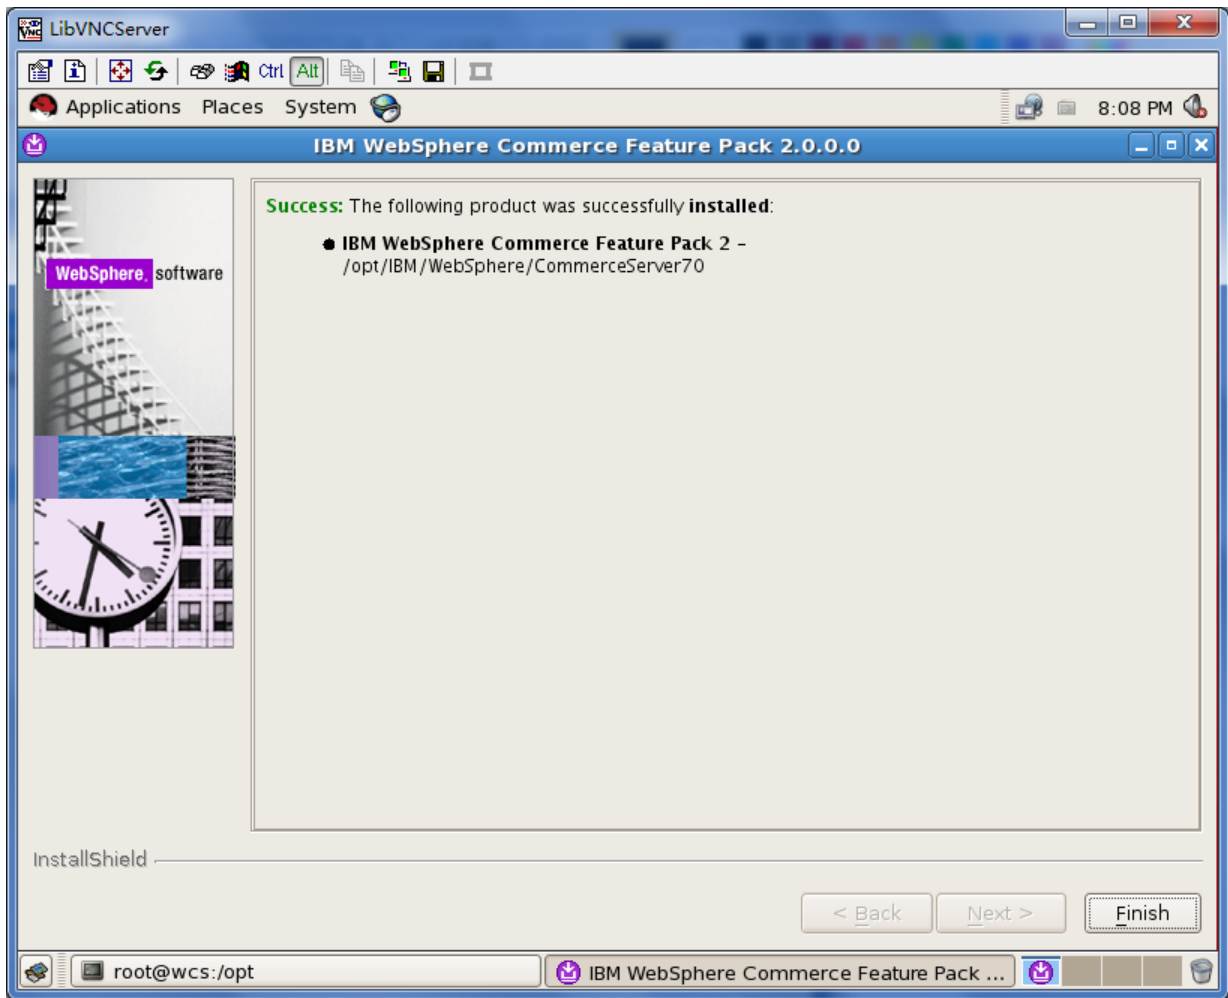 LibVNCServer
Ctrl Alt
Applications Places System 8:08 PM
IBM WebSphere Commerce Feature Pack 2.0.0.0
WebSphere. software
Success: The following product was successfully installed:
IBM WebSphere Commerce Feature Pack 2 -
/opt/IBM/WebSphere/CommerceServer70
InstallShield
< Back Next > Finish
root@wcs:/opt IBM WebSphere Commerce Feature Pack ...